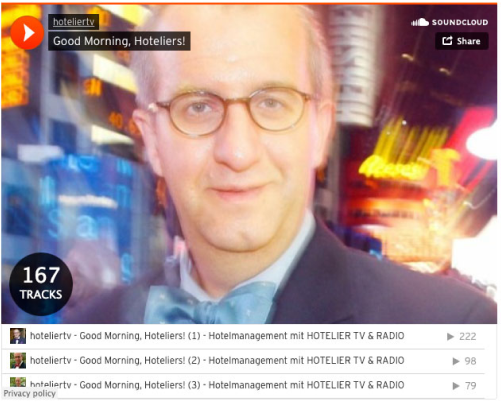 hoteliertv
SOUNDCLOUD
Good Morning, Hoteliers!
Share
167
TRACKS
hoteliertv - Good Morning, Hoteliers! (1) - Hotelmanagement mit HOTELIER TV & RADIO 222
hoteliertv - Good Morning, Hoteliers! (2) - Hotelmanagement mit HOTELIER TV & RADIO 98
hoteliertv - Good Morning, Hoteliers! (3) - Hotelmanagement mit HOTELIER TV & RADIO 79
Privacy policy